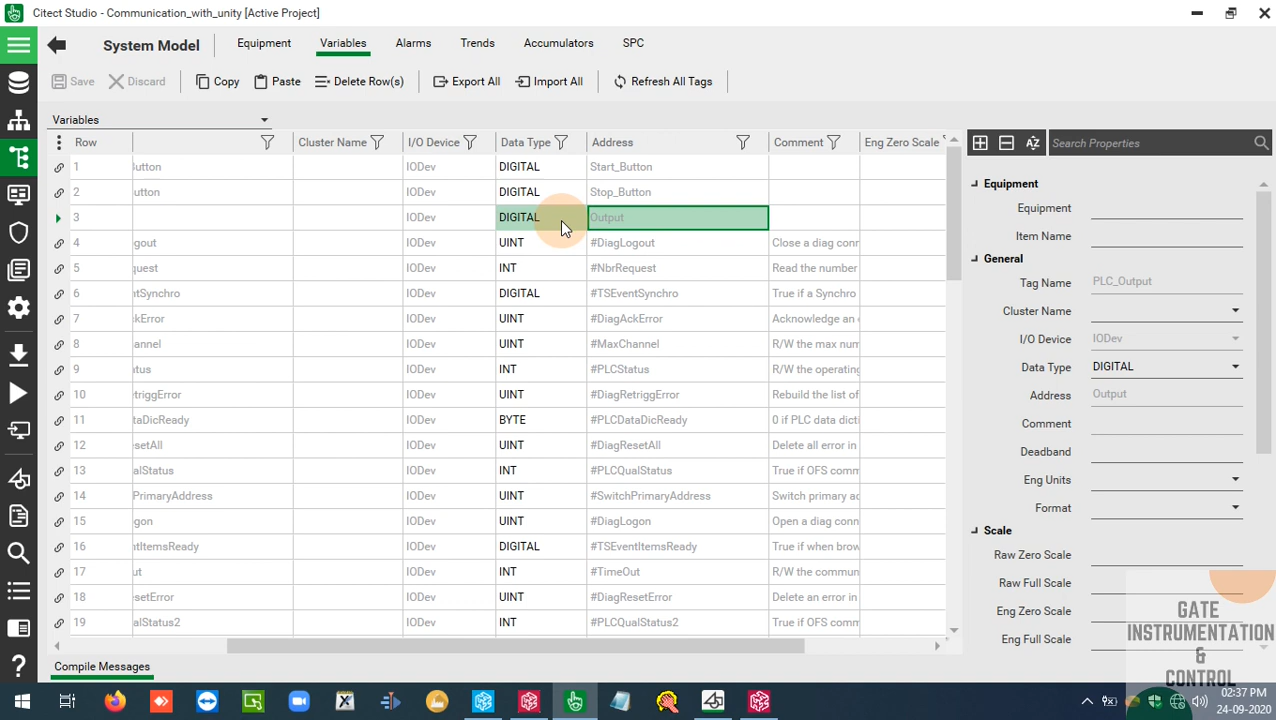 Citect Studio - Communication_with_unity [Active Project]
System Model Equipment Variables Alarms Trends Accumulators SPC
Save Discard Copy Paste Delete Row(s) Export All Import All Refresh All Tags
Variables
Row Cluster Name I/O Device Data Type Address Comment Eng Zero Scale
1 utton IODev DIGITAL Start_Button
2 utton IODev DIGITAL Stop_Button
3 IODev DIGITAL Output
4 gout IODev UINT #DiagLogout Close a diag conn
5 quest IODev INT #NbrRequest Read the number
6 ntSynchro IODev DIGITAL #TSEventSynchro True if a Synchro
7 kError IODev UINT #DiagAckError Acknowledge an
8 annel IODev UINT #MaxChannel R/W the max num
9 tus IODev INT #PLCStatus R/W the operating
10 iggError IODev UINT #DiagRetriggError Rebuild the list of
11 ataDicReady IODev BYTE #PLCDataDicReady 0 if PLC data dicti
12 setAll IODev UINT #DiagResetAll Delete all error in
13 alStatus IODev INT #PLCQualStatus True if OFS comm
14 PrimaryAddress IODev UINT #SwitchPrimaryAddress Switch primary ad
15 gon IODev UINT #DiagLogon Open a diag conn
16 ntItemsReady IODev DIGITAL #TSEventItemsReady True if when brow
17 ut IODev INT #TimeOut R/W the commun
18 setError IODev UINT #DiagResetError Delete an error in
19 alStatus2 IODev INT #PLCQualStatus2 True if OFS comm
Search Properties
Equipment
Equipment
Item Name
General
Tag Name PLC_Output
Cluster Name
I/O Device IODev
Data Type DIGITAL
Address Output
Comment
Deadband
Eng Units
Format
Scale
Raw Zero Scale
Raw Full Scale
Eng Zero Scale
Eng Full Scale
GATE
INSTRUMENTATION
&
CONTROL
Compile Messages
02:37 PM
24-09-2020